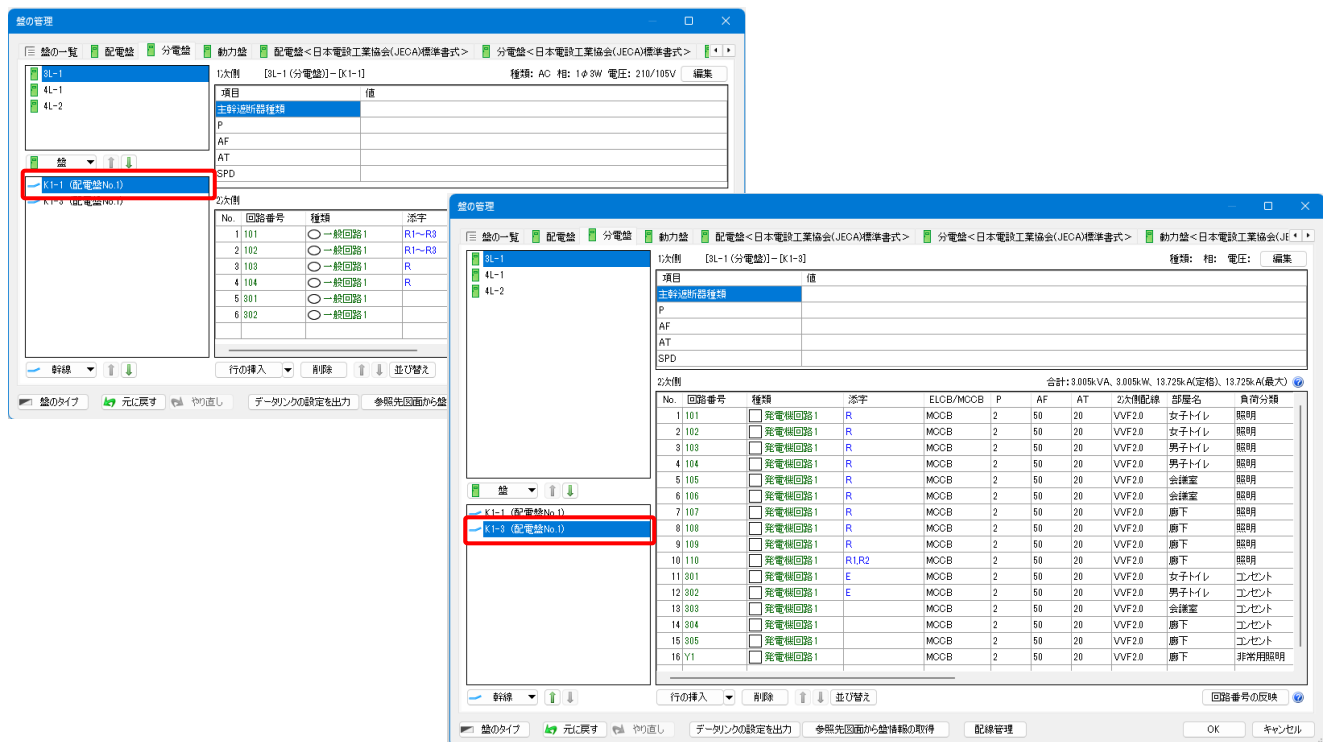 盤の管理
盤の一覧 配電盤 分電盤 動力盤 配電盤<日本電設工業協会(JECA)標準書式> 分電盤<日本電設工業協会(JECA)標準書式>
3L-1
4L-1
4L-2
盤
K1-1 (配電盤No.1)
K1-3 (配電盤No.1)
幹線
1次側 [3L-1(分電盤)]-[K1-1] 種類: AC 相: 1φ3W 電圧: 210/105V 編集
項目 値
主幹遮断器種類
P
AF
AT
SPD
2次側
No. 回路番号 種類 添字
1 101 一般回路1 R1~R3
2 102 一般回路1 R1~R3
3 103 一般回路1 R
4 104 一般回路1 R
5 301 一般回路1
6 302 一般回路1
行の挿入 削除 並び替え
盤のタイプ 元に戻す やり直し データリンクの設定を出力 参照先図面から盤
盤の管理
盤の一覧 配電盤 分電盤 動力盤 配電盤<日本電設工業協会(JECA)標準書式> 分電盤<日本電設工業協会(JECA)標準書式> 動力盤<日本電設工業協会(JE
3L-1
4L-1
4L-2
盤
K1-1 (配電盤No.1)
K1-3 (配電盤No.1)
幹線
1次側 [3L-1(分電盤)]-[K1-3] 種類: 相: 電圧: 編集
項目 値
主幹遮断器種類
P
AF
AT
SPD
2次側 合計:3.005kVA、3.005kW、13.725kA(定格)、13.725kA(最大)
No. 回路番号 種類 添字 ELCB/MCCB P AF AT 2次側配線 部屋名 負荷分類
1 101 発電機回路1 R MCCB 2 50 20 VVF2.0 女子トイレ 照明
2 102 発電機回路1 R MCCB 2 50 20 VVF2.0 女子トイレ 照明
3 103 発電機回路1 R MCCB 2 50 20 VVF2.0 男子トイレ 照明
4 104 発電機回路1 R MCCB 2 50 20 VVF2.0 男子トイレ 照明
5 105 発電機回路1 R MCCB 2 50 20 VVF2.0 会議室 照明
6 106 発電機回路1 R MCCB 2 50 20 VVF2.0 会議室 照明
7 107 発電機回路1 R MCCB 2 50 20 VVF2.0 廊下 照明
8 108 発電機回路1 R MCCB 2 50 20 VVF2.0 廊下 照明
9 109 発電機回路1 R MCCB 2 50 20 VVF2.0 廊下 照明
10 110 発電機回路1 R1,R2 MCCB 2 50 20 VVF2.0 廊下 照明
11 301 発電機回路1 E MCCB 2 50 20 VVF2.0 女子トイレ コンセント
12 302 発電機回路1 E MCCB 2 50 20 VVF2.0 男子トイレ コンセント
13 303 発電機回路1 MCCB 2 50 20 VVF2.0 会議室 コンセント
14 304 発電機回路1 MCCB 2 50 20 VVF2.0 廊下 コンセント
15 305 発電機回路1 MCCB 2 50 20 VVF2.0 廊下 コンセント
16 Y1 発電機回路1 MCCB 2 50 20 VVF2.0 廊下 非常用照明
行の挿入 削除 並び替え 回路番号の反映
盤のタイプ 元に戻す やり直し データリンクの設定を出力 参照先図面から盤情報の取得 配線管理 OK キャンセル